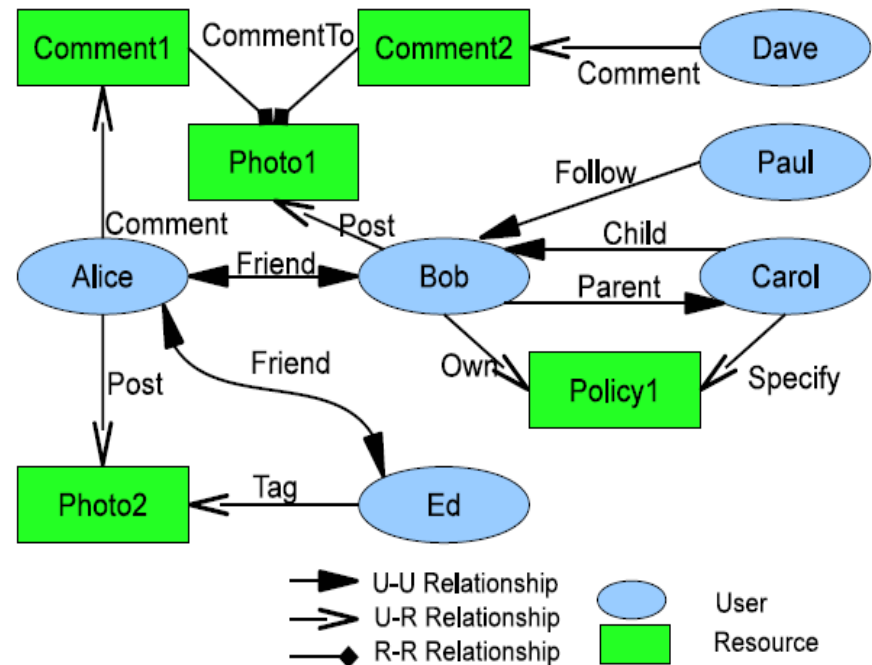 Comment1
CommentTo
Comment2
Dave
Comment
Photo1
Paul
Follow
Comment
Post
Child
Alice
Friend
Bob
Parent
Carol
Friend
Own
Post
Policy1
Specify
Photo2
Tag
Ed
U-U Relationship
U-R Relationship
User
R-R Relationship
Resource